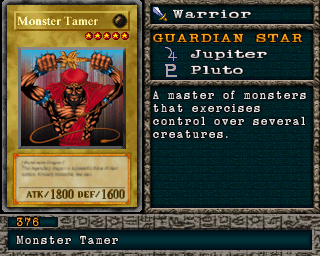 Monster Tamer
ATK/1800 DEF/1600
Warrior
GUARDIAN STAR
Jupiter
Pluto
A master of monsters
that exercises
control over several
creatures.
376
Monster Tamer